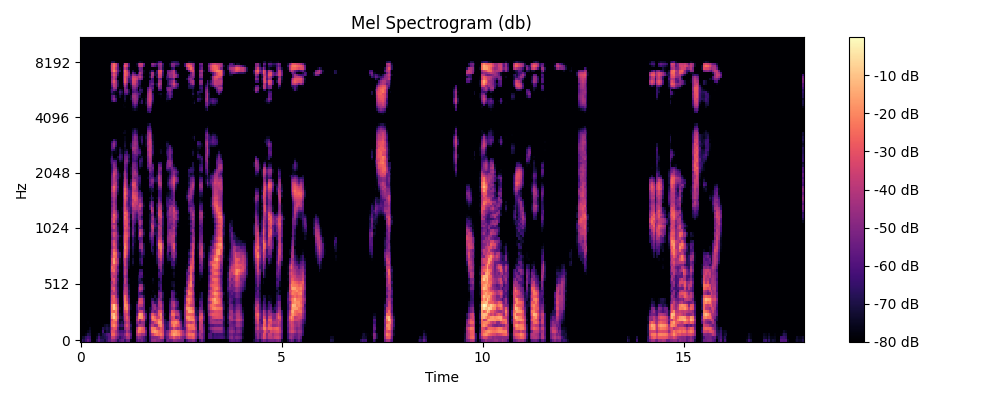 Mel Spectrogram (db)
8192
4096
2048
1024
512
0
Hz
0 5 10 15
Time
-10 dB
-20 dB
-30 dB
-40 dB
-50 dB
-60 dB
-70 dB
-80 dB